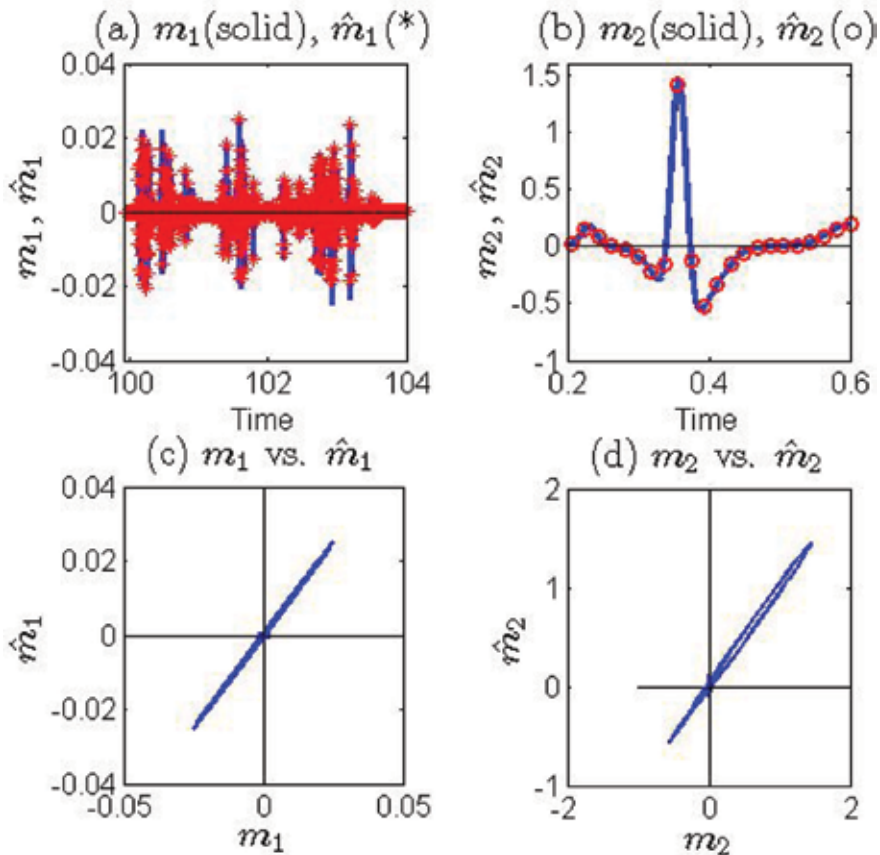 (a) m₁(solid), m̂₁(*)
(b) m₂(solid), m̂₂(o)
0.04
0.02
0
-0.02
-0.04
m₁, m̂₁
100
102
104
Time
1.5
1
0.5
0
-0.5
-1
m₂, m̂₂
0.2
0.4
0.6
Time
(c) m₁ vs. m̂₁
(d) m₂ vs. m̂₂
0.04
0.02
0
-0.02
-0.04
m̂₁
-0.05
0
0.05
m₁
2
1
0
-1
m̂₂
-2
0
2
m₂